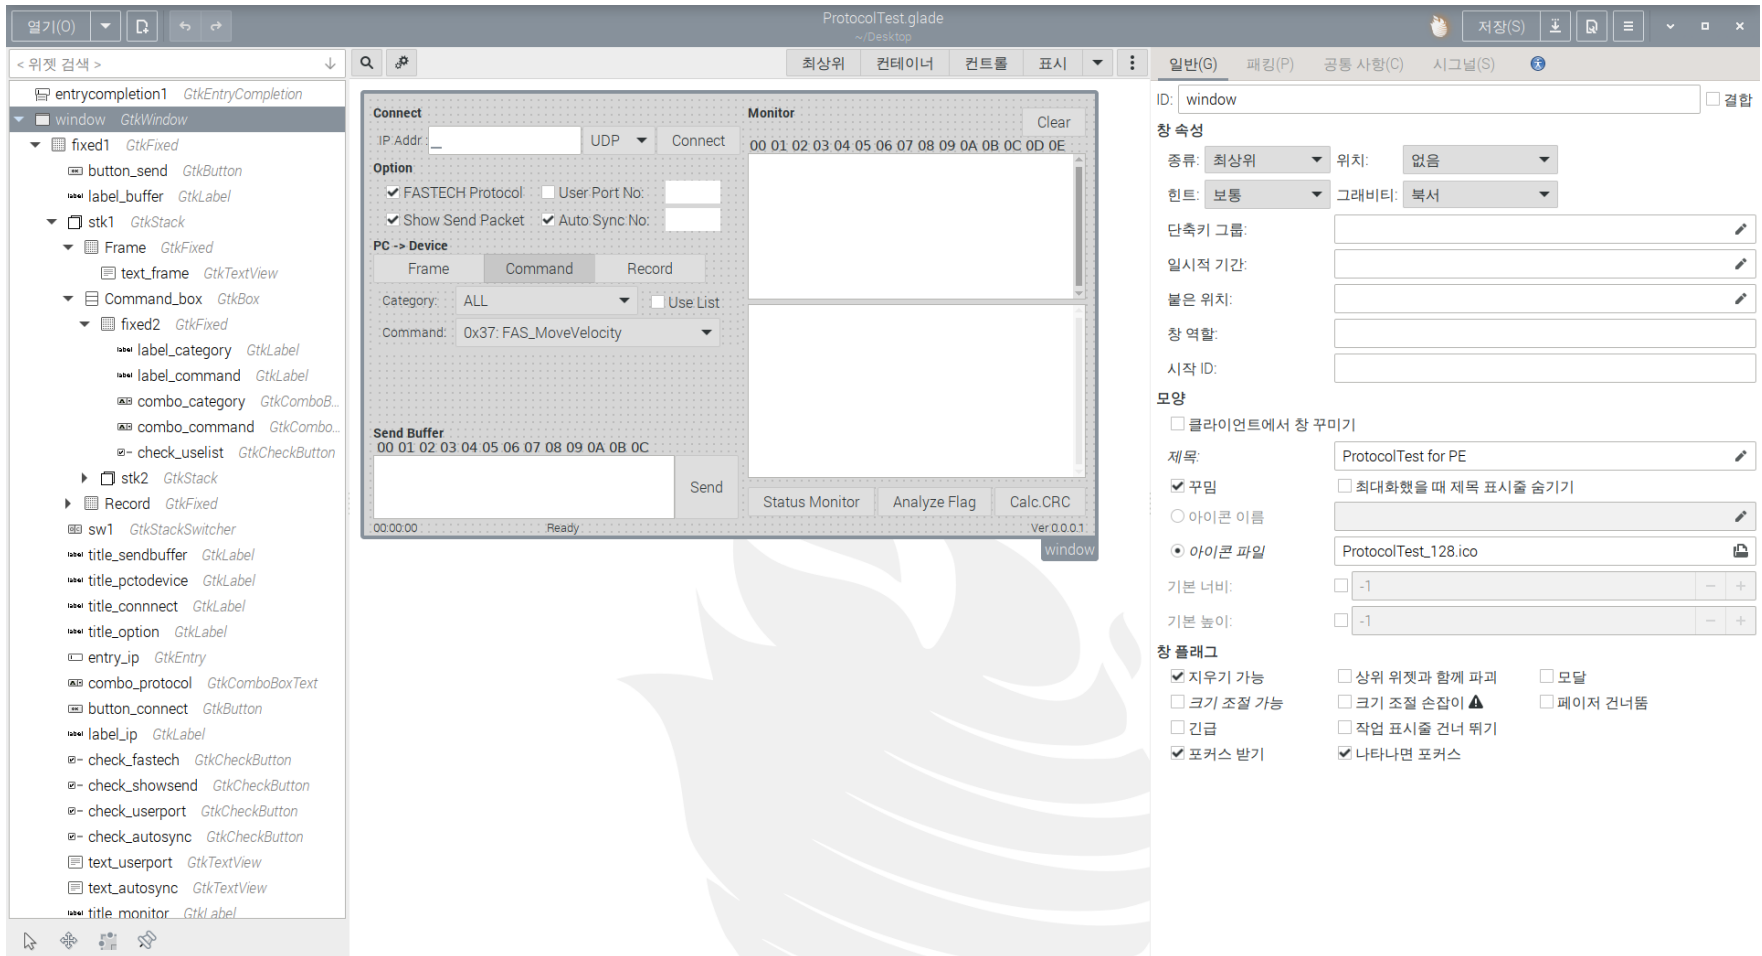 열기(O)
ProtocolTest.glade
~/Desktop
저장(S)
< 위젯 검색 >
최상위 컨테이너 컨트롤 표시
일반(G) 패킹(P) 공통 사항(C) 시그널(S)
entrycompletion1 GtkEntryCompletion
window GtkWindow
fixed1 GtkFixed
button_send GtkButton
label_buffer GtkLabel
stk1 GtkStack
Frame GtkFixed
text_frame GtkTextView
Command_box GtkBox
fixed2 GtkFixed
label_category GtkLabel
label_command GtkLabel
combo_category GtkComboB...
combo_command GtkCombo...
check_uselist GtkCheckButton
stk2 GtkStack
Record GtkFixed
sw1 GtkStackSwitcher
title_sendbuffer GtkLabel
title_pctodevice GtkLabel
title_connnect GtkLabel
title_option GtkLabel
entry_ip GtkEntry
combo_protocol GtkComboBoxText
button_connect GtkButton
label_ip GtkLabel
check_fastech GtkCheckButton
check_showsend GtkCheckButton
check_userport GtkCheckButton
check_autosync GtkCheckButton
text_userport GtkTextView
text_autosync GtkTextView
title_monitor GtkLabel
Connect
IP Addr: UDP Connect
Option
FASTECH Protocol User Port No:
Show Send Packet Auto Sync No:
PC -> Device
Frame Command Record
Category: ALL Use List
Command: 0x37: FAS_MoveVelocity
Send Buffer
00 01 02 03 04 05 06 07 08 09 0A 0B 0C
Send
00:00:00 Ready Ver 0.0.0.1
Monitor
Clear
00 01 02 03 04 05 06 07 08 09 0A 0B 0C 0D 0E
Status Monitor Analyze Flag Calc.CRC
window
ID: window 결합
창 속성
종류: 최상위 위치: 없음
힌트: 보통 그래비티: 북서
단축키 그룹:
일시적 기간:
붙은 위치:
창 역할:
시작 ID:
모양
클라이언트에서 창 꾸미기
제목: ProtocolTest for PE
꾸밈 최대화했을 때 제목 표시줄 숨기기
아이콘 이름
아이콘 파일 ProtocolTest_128.ico
기본 너비: -1
기본 높이: -1
창 플래그
지우기 가능 상위 위젯과 함께 파괴 모달
크기 조절 가능 크기 조절 손잡이 페이저 건너뜀
긴급 작업 표시줄 건너 뛰기
포커스 받기 나타나면 포커스